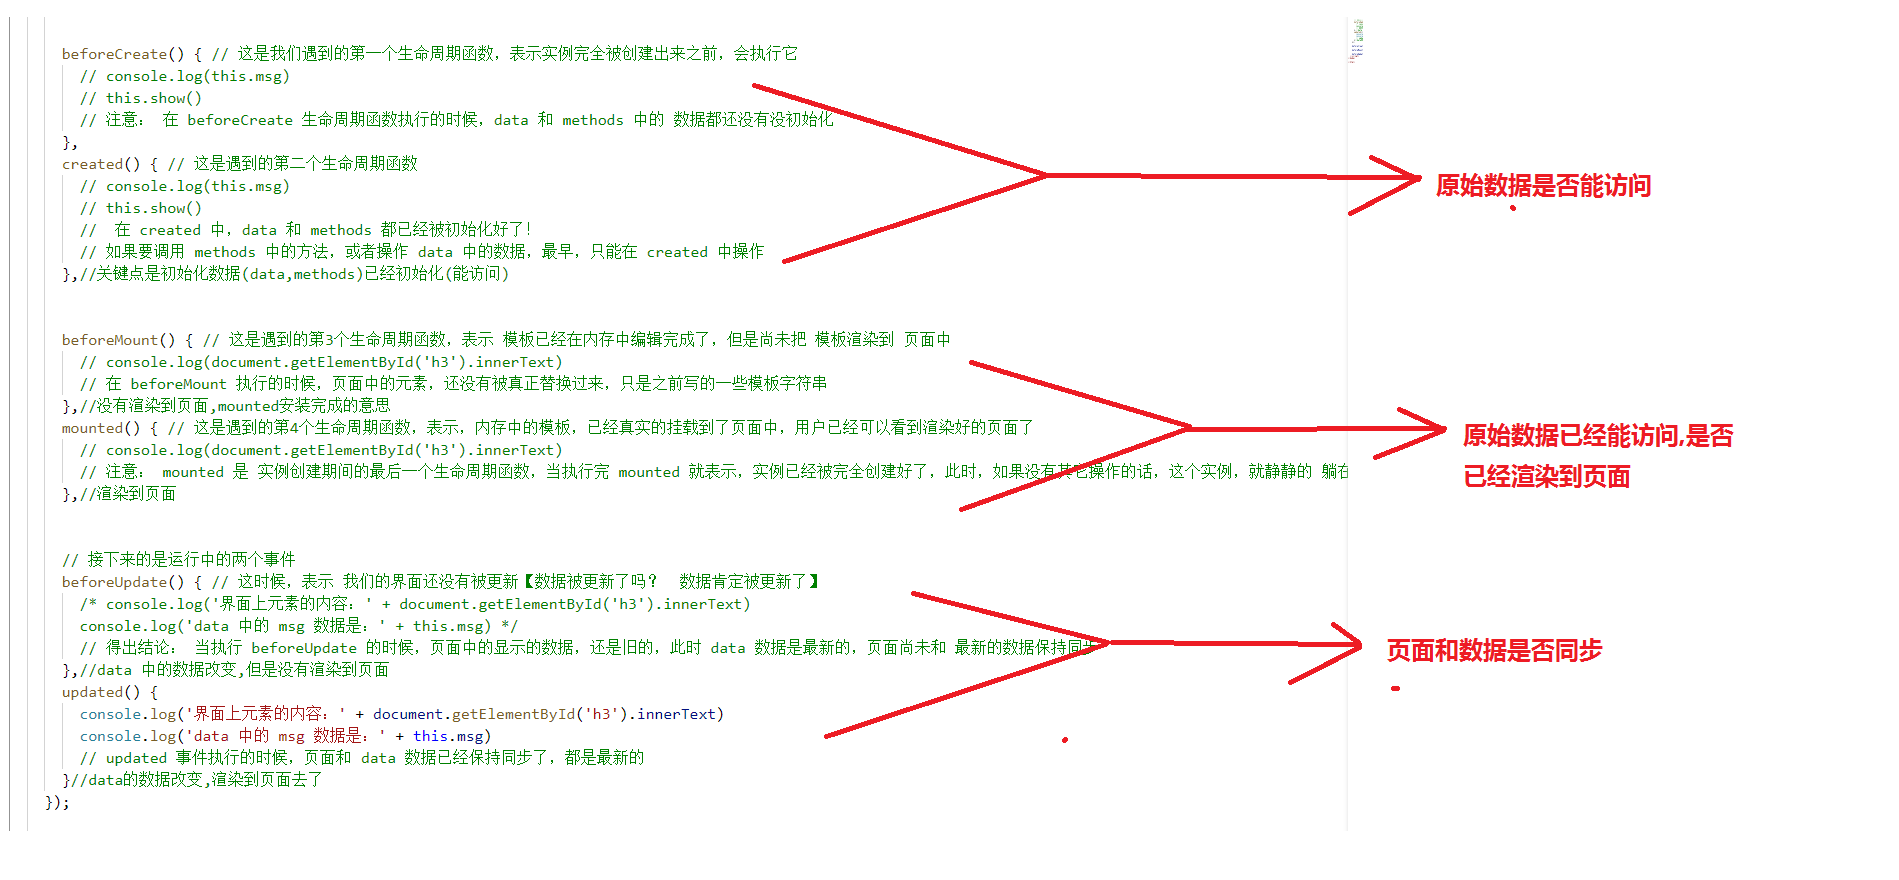 beforeCreate() { // 这是我们遇到的第一个生命周期函数，表示实例完全被创建出来之前，会执行它
// console.log(this.msg)
// this.show()
// 注意： 在 beforeCreate 生命周期函数执行的时候，data 和 methods 中的 数据都还没有没初始化
},
created() { // 这是遇到的第二个生命周期函数
// console.log(this.msg)
// this.show()
//  在 created 中，data 和 methods 都已经被初始化好了！
// 如果要调用 methods 中的方法，或者操作 data 中的数据，最早，只能在 created 中操作
},//关键点是初始化数据(data,methods)已经初始化(能访问)
原始数据是否能访问
beforeMount() { // 这是遇到的第3个生命周期函数，表示 模板已经在内存中编辑完成了，但是尚未把 模板渲染到 页面中
// console.log(document.getElementById('h3').innerText)
// 在 beforeMount 执行的时候，页面中的元素，还没有被真正替换过来，只是之前写的一些模板字符串
},//没有渲染到页面,mounted安装完成的意思
mounted() { // 这是遇到的第4个生命周期函数，表示，内存中的模板，已经真实的挂载到了页面中，用户已经可以看到渲染好的页面了
// console.log(document.getElementById('h3').innerText)
// 注意： mounted 是 实例创建期间的最后一个生命周期函数，当执行完 mounted 就表示，实例已经被完全创建好了，此时，如果没有其它操作的话，这个实例，就静静的 躺在
},//渲染到页面
原始数据已经能访问,是否
已经渲染到页面
// 接下来的是运行中的两个事件
beforeUpdate() { // 这时候，表示 我们的界面还没有被更新【数据被更新了吗？  数据肯定被更新了】
/* console.log('界面上元素的内容：' + document.getElementById('h3').innerText)
console.log('data 中的 msg 数据是：' + this.msg) */
// 得出结论： 当执行 beforeUpdate 的时候，页面中的显示的数据，还是旧的，此时 data 数据是最新的，页面尚未和 最新的数据保持同步
},//data 中的数据改变,但是没有渲染到页面
updated() {
console.log('界面上元素的内容：' + document.getElementById('h3').innerText)
console.log('data 中的 msg 数据是：' + this.msg)
// updated 事件执行的时候，页面和 data 数据已经保持同步了，都是最新的
}//data的数据改变,渲染到页面去了
});
页面和数据是否同步